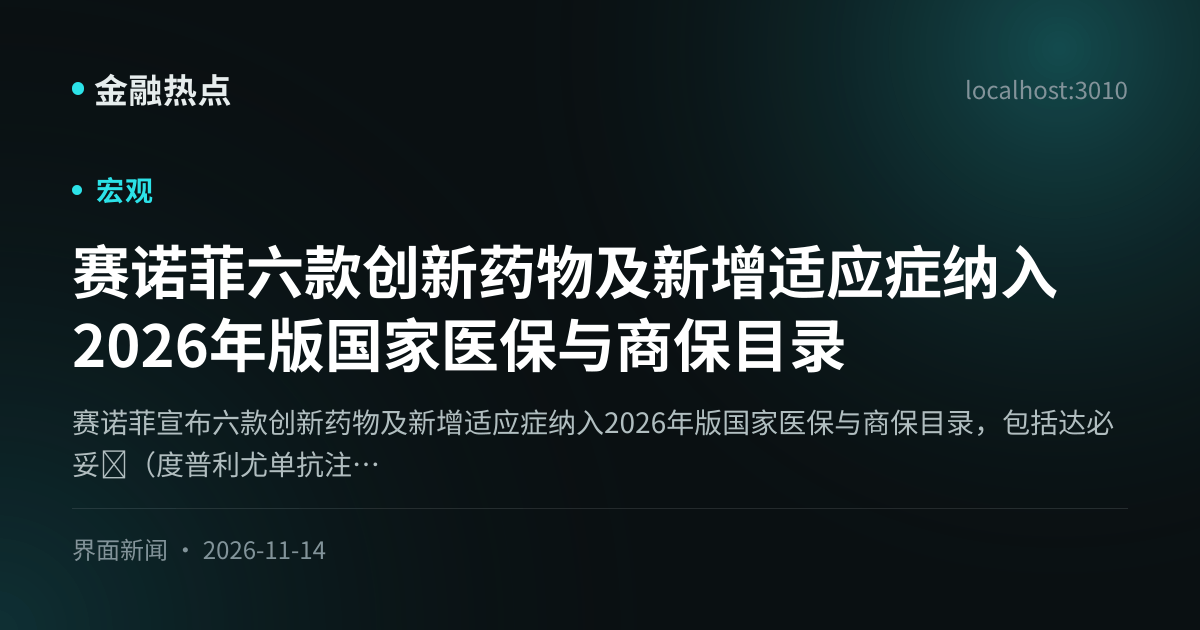 金融热点
localhost:3010
宏观
赛诺菲六款创新药物及新增适应症纳入
2026年版国家医保与商保目录
赛诺菲宣布六款创新药物及新增适应症纳入2026年版国家医保与商保目录，包括达必
妥（度普利尤单抗注…
界面新闻 · 2026-11-14